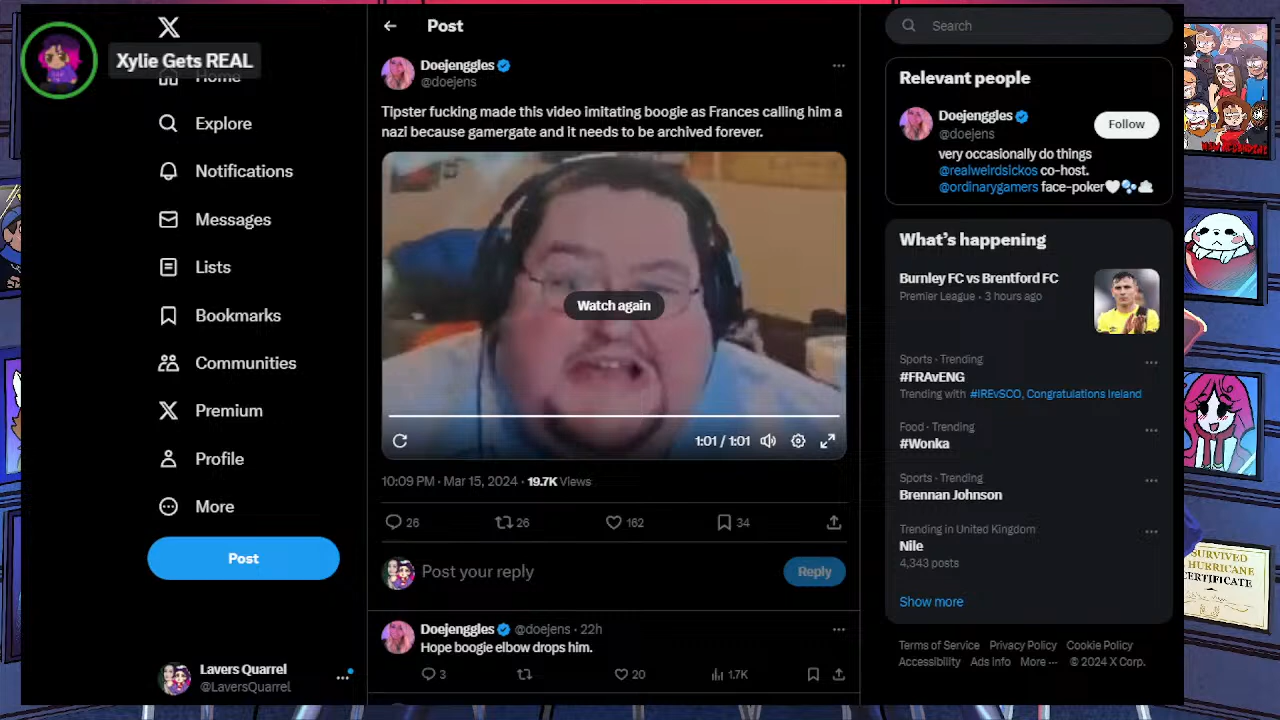 Xylie Gets REAL
Home
Explore
Notifications
Messages
Lists
Bookmarks
Communities
Premium
Profile
More
Post
Lavers Quarrel
@LaversQuarrel
Post
Doejenggles
@doejens
Tipster fucking made this video imitating boogie as Frances calling him a
nazi because gamergate and it needs to be archived forever.
Watch again
1:01 / 1:01
10:09 PM · Mar 15, 2024 · 19.7K Views
26 26 162 34
Post your reply
Reply
Doejenggles @doejens · 22h
Hope boogie elbow drops him.
3 20 1.7K
Search
Relevant people
Doejenggles
@doejens
Follow
very occasionally do things
@realweirdsickos co-host.
@ordinarygamers face-poker
What's happening
Burnley FC vs Brentford FC
Premier League · 3 hours ago
Sports · Trending
#FRAvENG
Trending with #IREvSCO, Congratulations Ireland
Food · Trending
#Wonka
Sports · Trending
Brennan Johnson
Trending in United Kingdom
Nile
4,343 posts
Show more
Terms of Service Privacy Policy Cookie Policy
Accessibility Ads info More ··· © 2024 X Corp.
SURVIVED
HURRICANE
CERTIFICATE